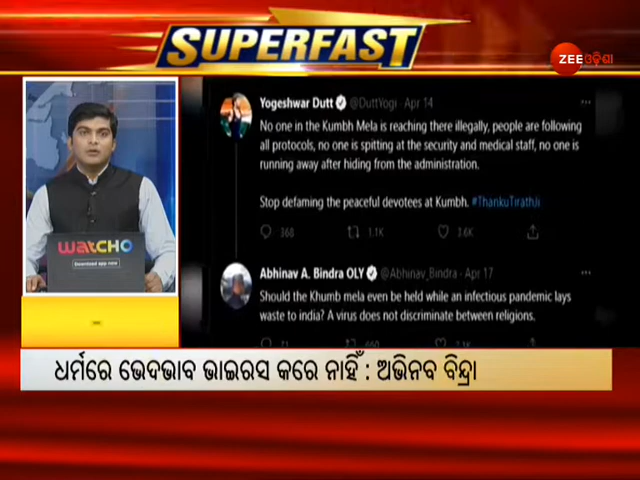 SUPERFAST
ZEE ଓଡ଼ିଶା
Yogeshwar Dutt @DuttYogi · Apr 14
No one in the Kumbh Mela is reaching there illegally, people are following
all protocols, no one is spitting at the security and medical staff, no one is
running away after hiding from the administration.
Stop defaming the peaceful devotees at Kumbh. #ThankuTirathJi
368 1.1K 3.6K
WATCHO
Download app now
Abhinav A. Bindra OLY @Abhinav_Bindra · Apr 17
Should the Khumb mela even be held while an infectious pandemic lays
waste to india? A virus does not discriminate between religions.
ଧର୍ମରେ ଭେଦଭାବ ଭାଇରସ କରେ ନାହିଁ : ଅଭିନବ ବିନ୍ଦ୍ରା